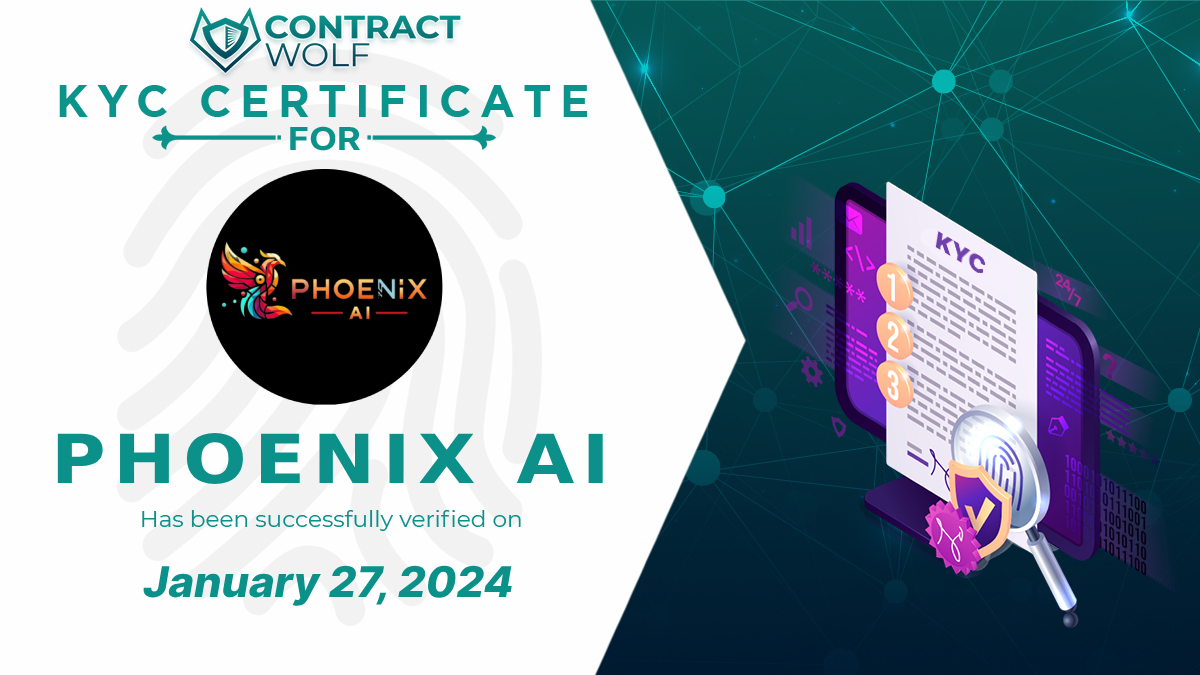 CONTRACT
WOLF
KYC CERTIFICATE
FOR
PHOENiX
AI
PHOENIX AI
Has been successfully verified on
January 27, 2024
KYC
1
2
3
24/7